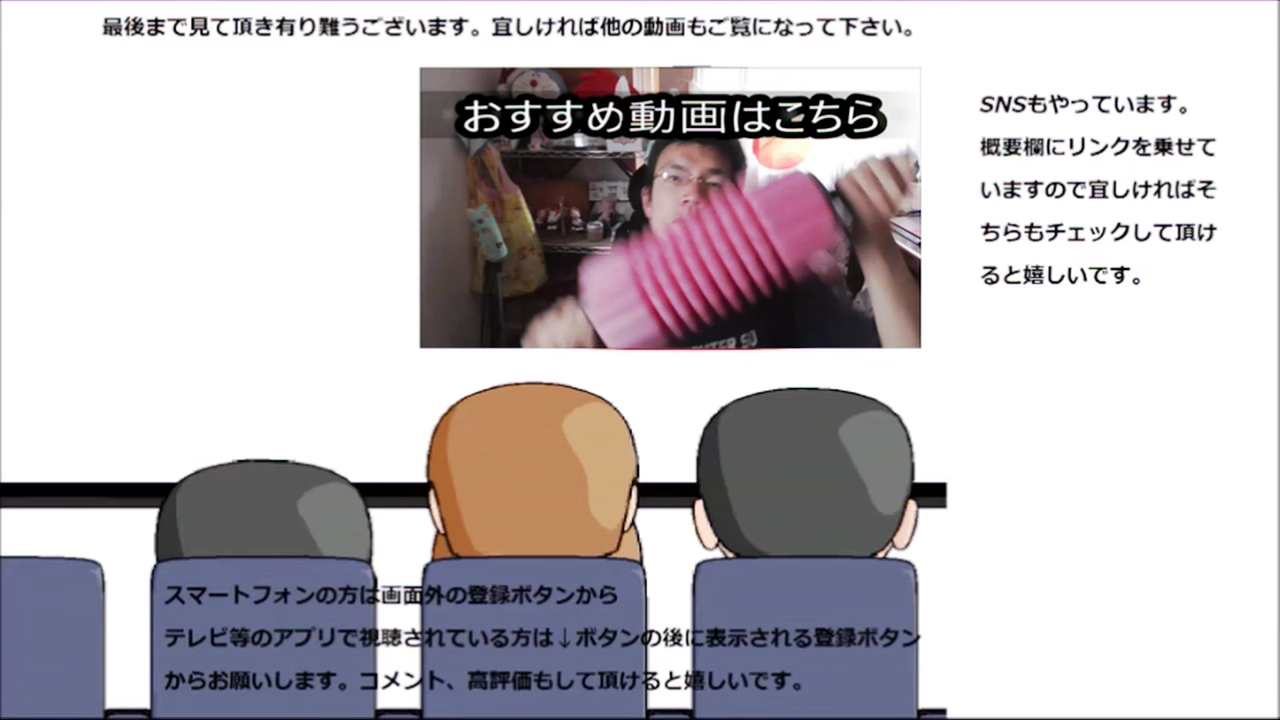 最後まで見て頂き有り難うございます。宜しければ他の動画もご覧になって下さい。
おすすめ動画はこちら
SNSもやっています。
概要欄にリンクを乗せて
いますので宜しければそ
ちらもチェックして頂け
ると嬉しいです。
スマートフォンの方は画面外の登録ボタンから
テレビ等のアプリで視聴されている方は↓ボタンの後に表示される登録ボタン
からお願いします。コメント、高評価もして頂けると嬉しいです。